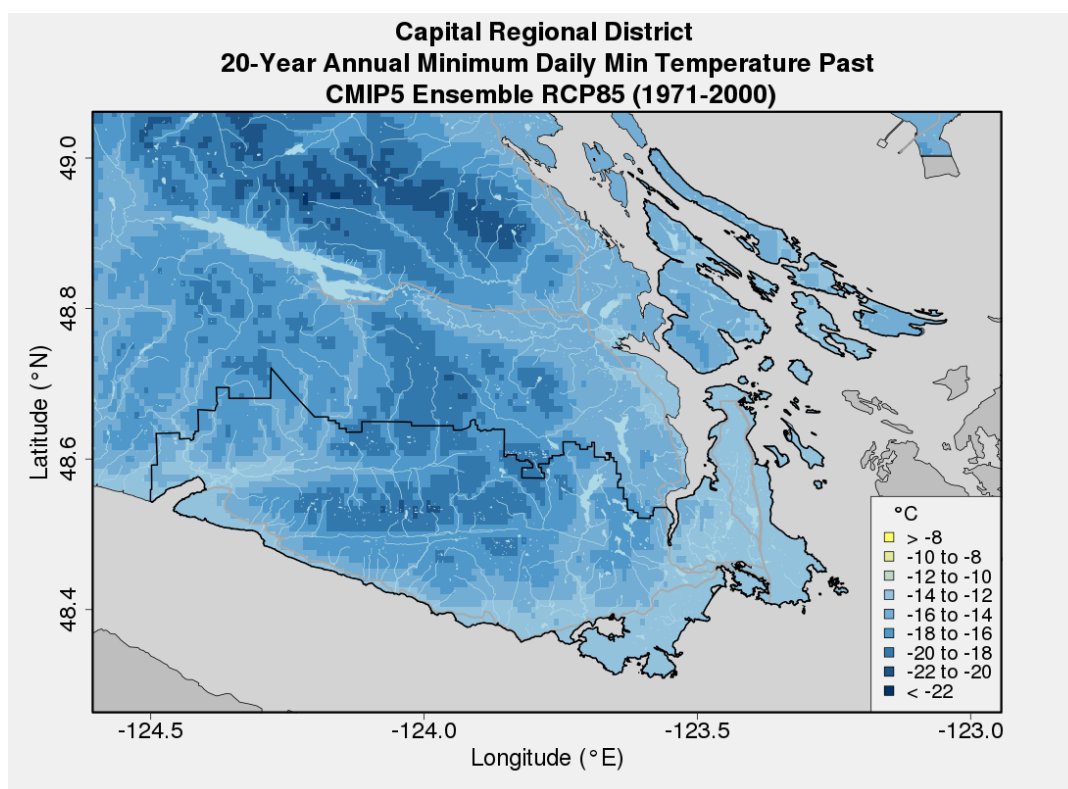 Capital Regional District
20-Year Annual Minimum Daily Min Temperature Past
CMIP5 Ensemble RCP85 (1971-2000)
Latitude (°N)
49.0
48.8
48.6
48.4
°C
> -8
-10 to -8
-12 to -10
-14 to -12
-16 to -14
-18 to -16
-20 to -18
-22 to -20
< -22
-124.5
-124.0
-123.5
-123.0
Longitude (°E)